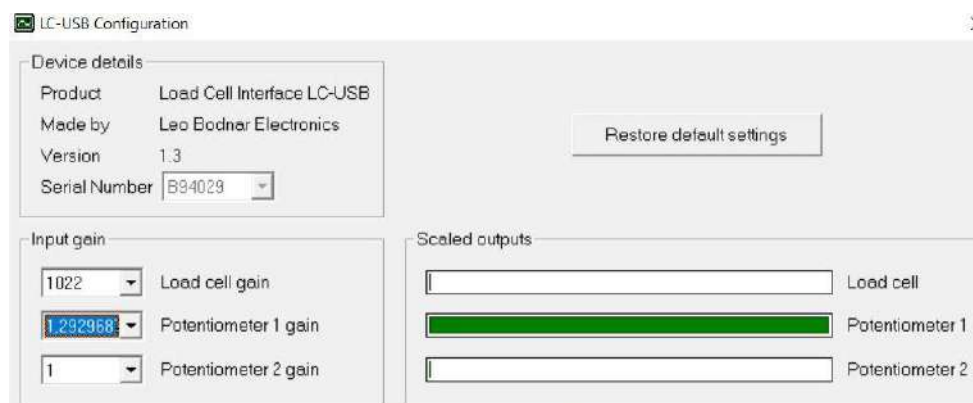 LC-USB Configuration
Device details
Product Load Cell Interface LC-USB
Made by Leo Bodnar Electronics
Version 1.3
Serial Number B94029
Restore default settings
Input gain
1022 Load cell gain
1.292968 Potentiometer 1 gain
1 Potentiometer 2 gain
Scaled outputs
Load cell
Potentiometer 1
Potentiometer 2